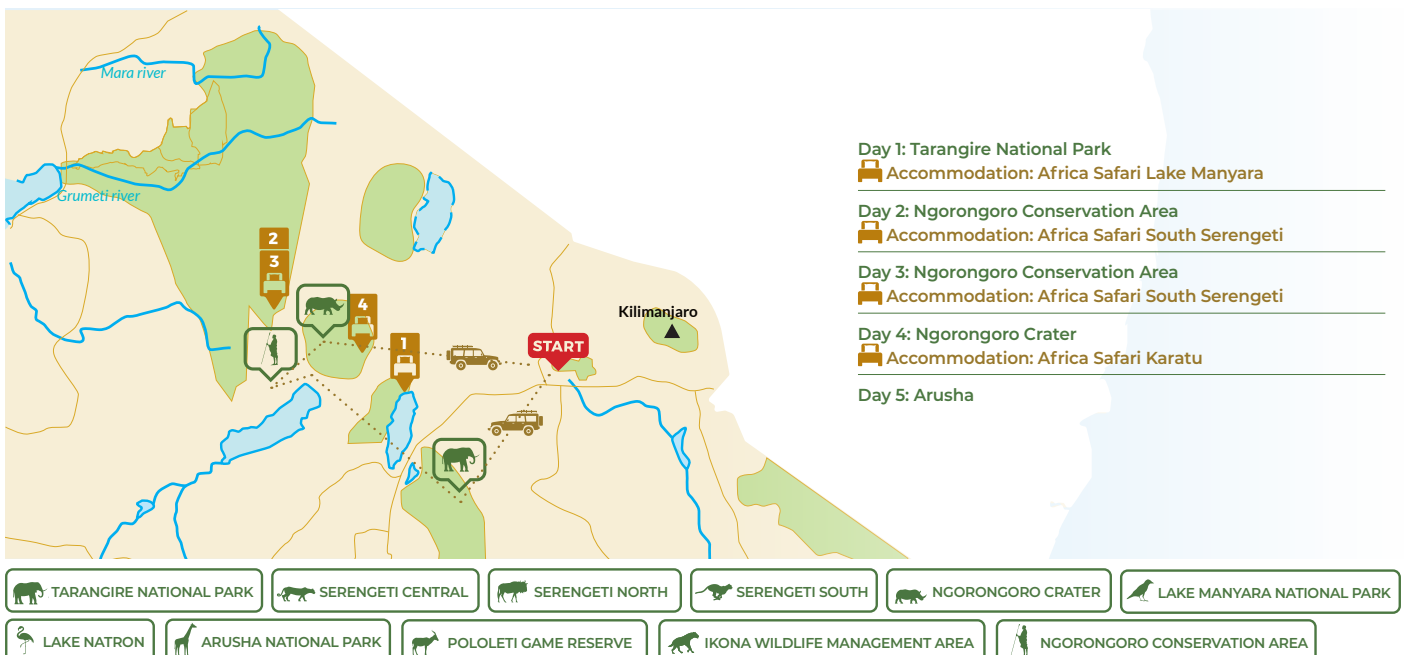 Mara river
Grumeti river
2
3
4
1
START
Kilimanjaro
Day 1: Tarangire National Park
Accommodation: Africa Safari Lake Manyara
Day 2: Ngorongoro Conservation Area
Accommodation: Africa Safari South Serengeti
Day 3: Ngorongoro Conservation Area
Accommodation: Africa Safari South Serengeti
Day 4: Ngorongoro Crater
Accommodation: Africa Safari Karatu
Day 5: Arusha
TARANGIRE NATIONAL PARK
SERENGETI CENTRAL
SERENGETI NORTH
SERENGETI SOUTH
NGORONGORO CRATER
LAKE MANYARA NATIONAL PARK
LAKE NATRON
ARUSHA NATIONAL PARK
POLOLETI GAME RESERVE
IKONA WILDLIFE MANAGEMENT AREA
NGORONGORO CONSERVATION AREA